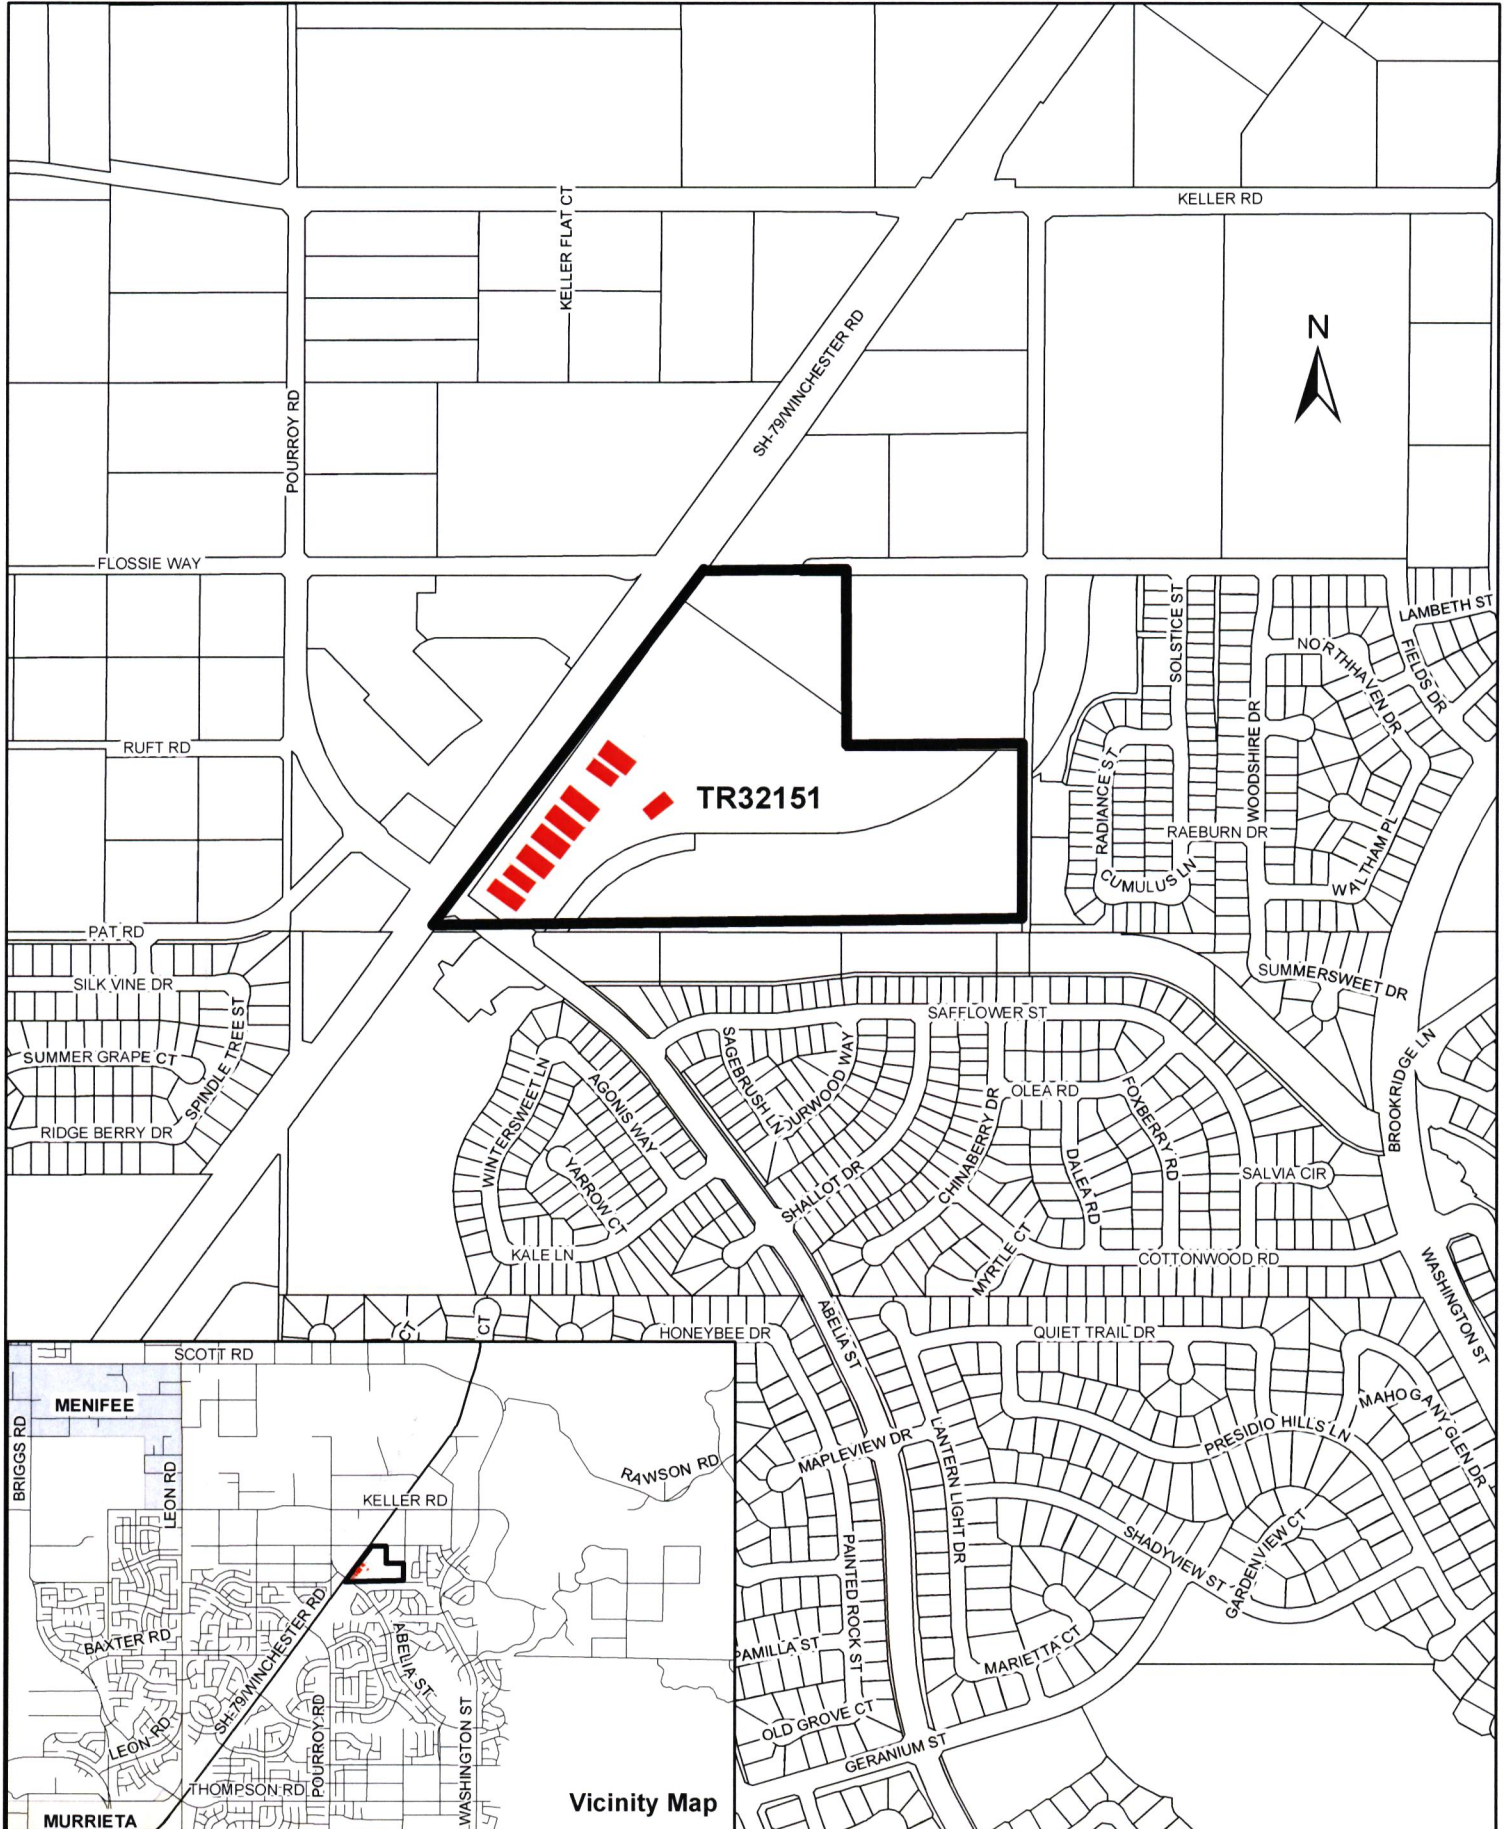 KELLER RD
KELLER FLAT CT
N
SH-79/WINCHESTER RD
POURROY RD
FLOSSIE WAY
SOLSTICE ST
LAMBETH ST
NORTHHAVEN DR
FIELDS DR
RUFT RD
WOODSHIRE DR
RADIANCE ST
TR32151
RAEBURN DR
WALTHAM PL
CUMULUS LN
PAT RD
SILK VINE DR
SUMMERSWEET DR
SPINDLE TREE ST
SAFFLOWER ST
SUMMER GRAPE CT
SAGEBRUSH LN
OURWOOD WAY
BROOKRIDGE LN
WINTERSWEET LN
AGONIS WAY
OLEA RD
FOXBERRY RD
RIDGE BERRY DR
CHINABERRY DR
DALEA RD
YARROW CT
SHALLOT DR
SALVIA CIR
KALE LN
MYRTLE CT
COTTONWOOD RD
WASHINGTON ST
CT
CT
HONEYBEE DR
ABELIA ST
QUIET TRAIL DR
MAHOGANY GLEN DR
PRESIDIO HILLS LN
MAPLEVIEW DR
LANTERN LIGHT DR
SHADYVIEW ST
GARDENVIEW CT
PAINTED ROCK ST
PAMILLA ST
MARIETTA CT
OLD GROVE CT
GERANIUM ST
SCOTT RD
MENIFEE
BRIGGS RD
LEON RD
RAWSON RD
KELLER RD
BAXTER RD
SH-79/WINCHESTER RD
ABELIA ST
LEON RD
POURROY RD
WASHINGTON ST
THOMPSON RD
MURRIETA
Vicinity Map